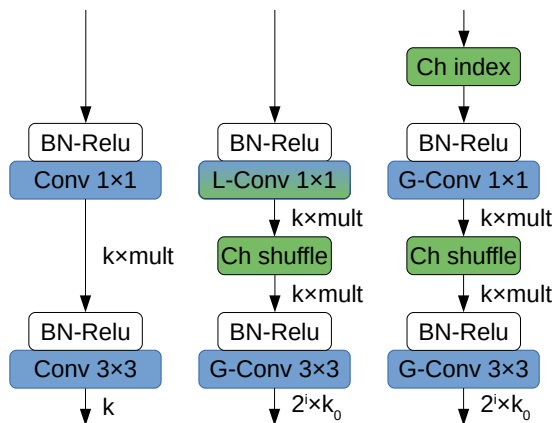 BN-Relu
Conv 1×1
k×mult
BN-Relu
Conv 3×3
k
BN-Relu
L-Conv 1×1
k×mult
Ch shuffle
k×mult
BN-Relu
G-Conv 3×3
2ⁱ×k₀
Ch index
BN-Relu
G-Conv 1×1
k×mult
Ch shuffle
k×mult
BN-Relu
G-Conv 3×3
2ⁱ×k₀